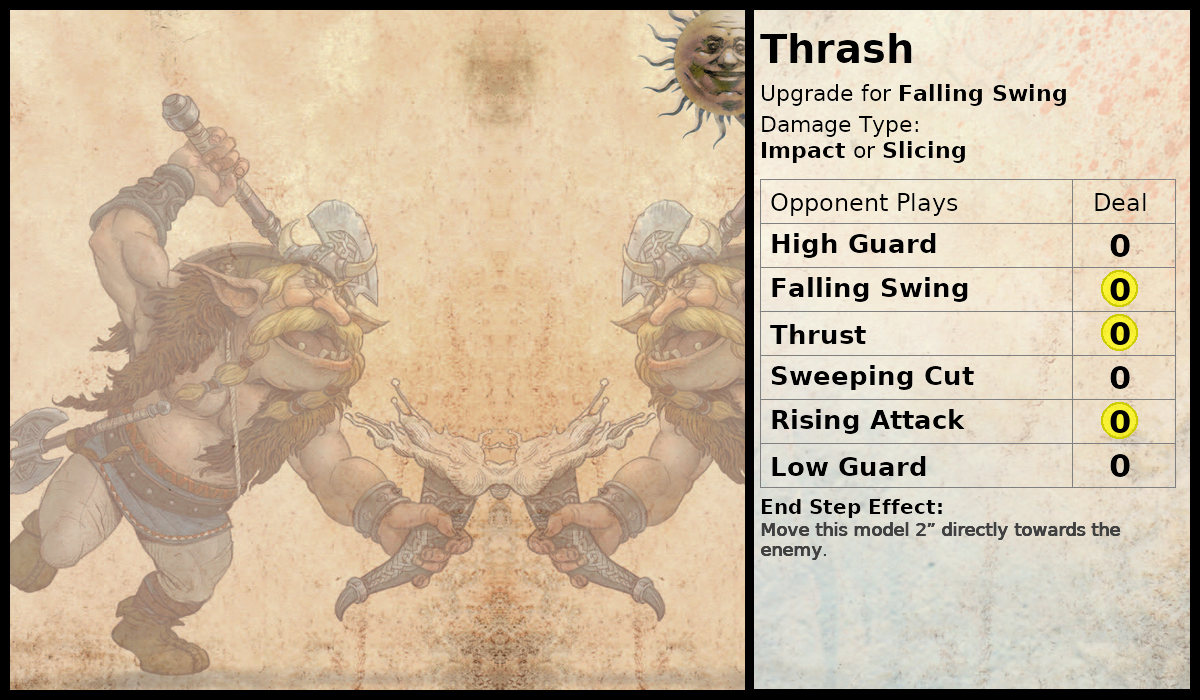 Thrash
Upgrade for Falling Swing
Damage Type:
Impact or Slicing
Opponent Plays Deal
High Guard 0
Falling Swing 0
Thrust 0
Sweeping Cut 0
Rising Attack 0
Low Guard 0
End Step Effect:
Move this model 2” directly towards the
enemy.